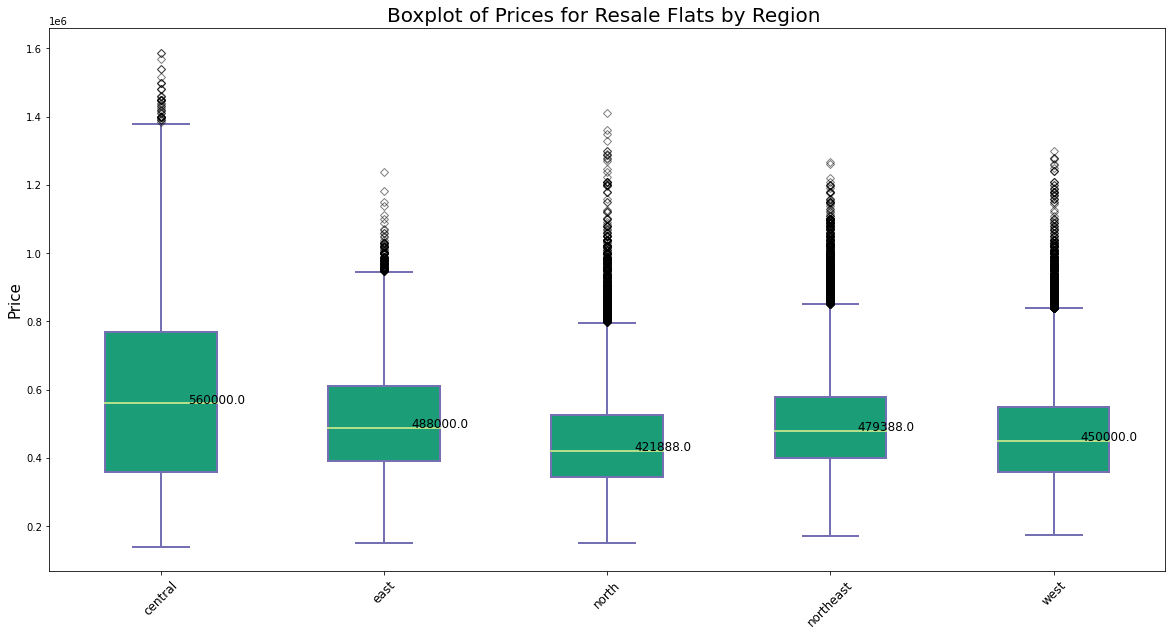 Boxplot of Prices for Resale Flats by Region
1e6
1.6
1.4
1.2
1.0
0.8
0.6
0.4
0.2
Price
560000.0
488000.0
421888.0
479388.0
450000.0
central
east
north
northeast
west